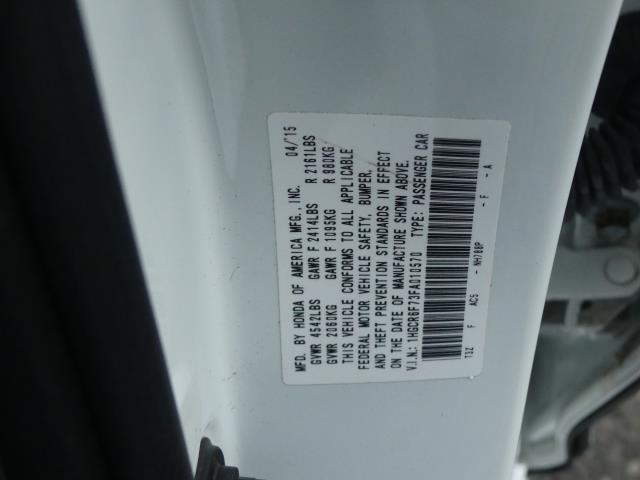 MFD. BY HONDA OF AMERICA MFG., INC. 04/15
GVWR 4542LBS GAWR F 2414LBS R 2161LBS
GVWR 2060KG GAWR F 1095KG R 980KG
THIS VEHICLE CONFORMS TO ALL APPLICABLE
FEDERAL MOTOR VEHICLE SAFETY, BUMPER,
AND THEFT PREVENTION STANDARDS IN EFFECT
ON THE DATE OF MANUFACTURE SHOWN ABOVE.
V.I.N.: 1HGCR6F73FA010570 TYPE: PASSENGER CAR
T3Z F AC5 - NH788P - F - A